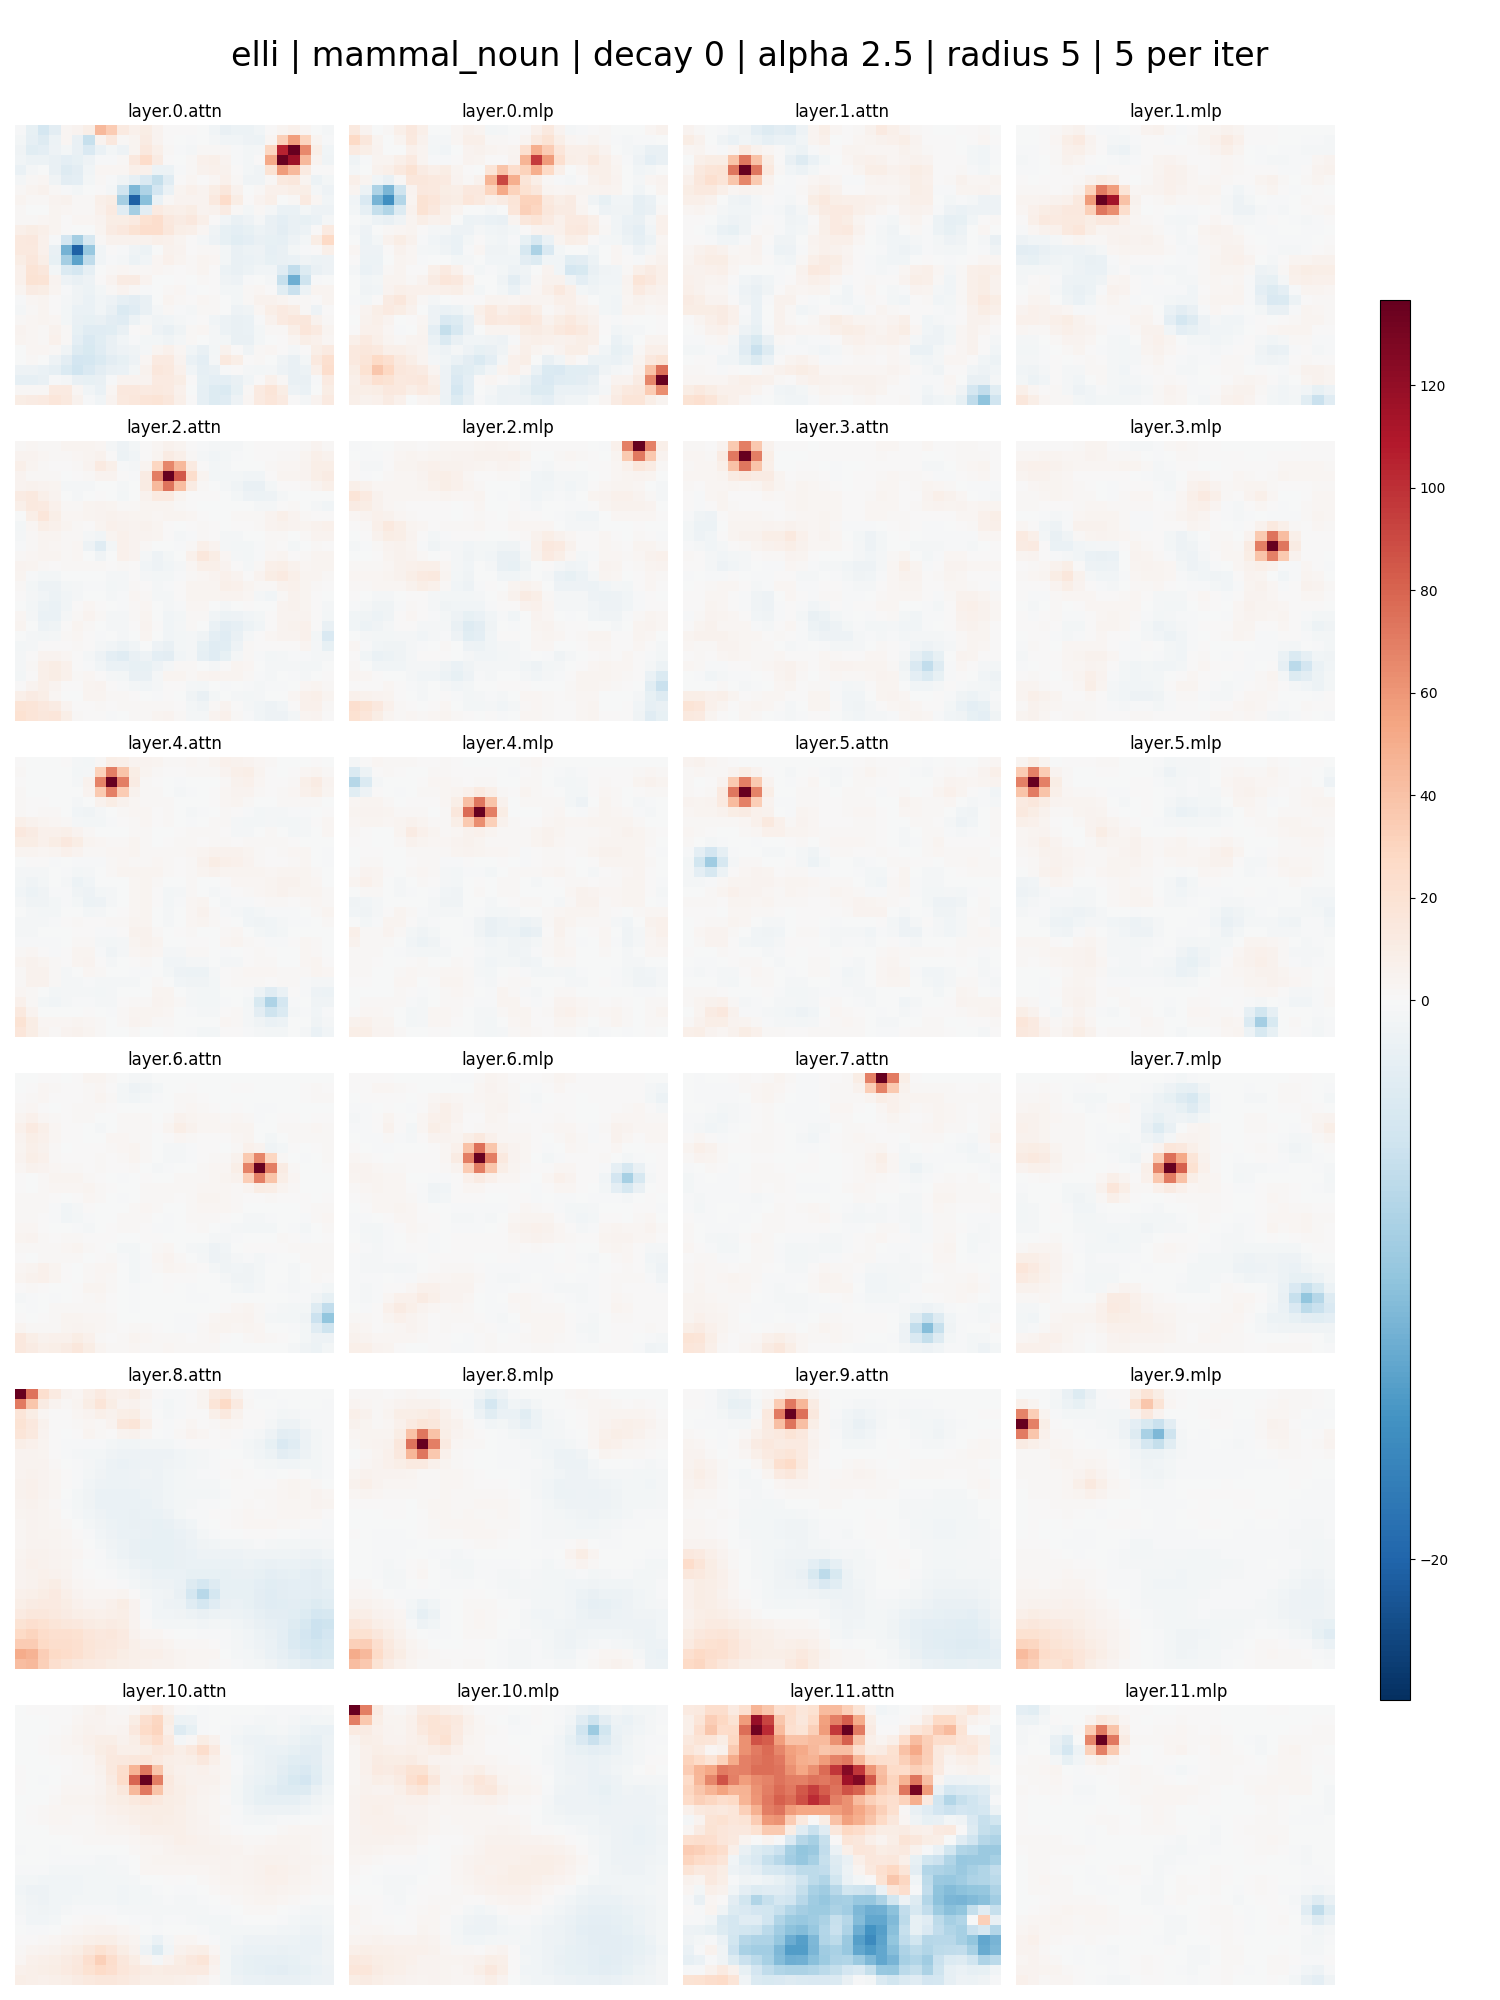 elli | mammal_noun | decay 0 | alpha 2.5 | radius 5 | 5 per iter
layer.0.attn
layer.0.mlp
layer.1.attn
layer.1.mlp
layer.2.attn
layer.2.mlp
layer.3.attn
layer.3.mlp
layer.4.attn
layer.4.mlp
layer.5.attn
layer.5.mlp
layer.6.attn
layer.6.mlp
layer.7.attn
layer.7.mlp
layer.8.attn
layer.8.mlp
layer.9.attn
layer.9.mlp
layer.10.attn
layer.10.mlp
layer.11.attn
layer.11.mlp
120
100
80
60
40
20
0
−20